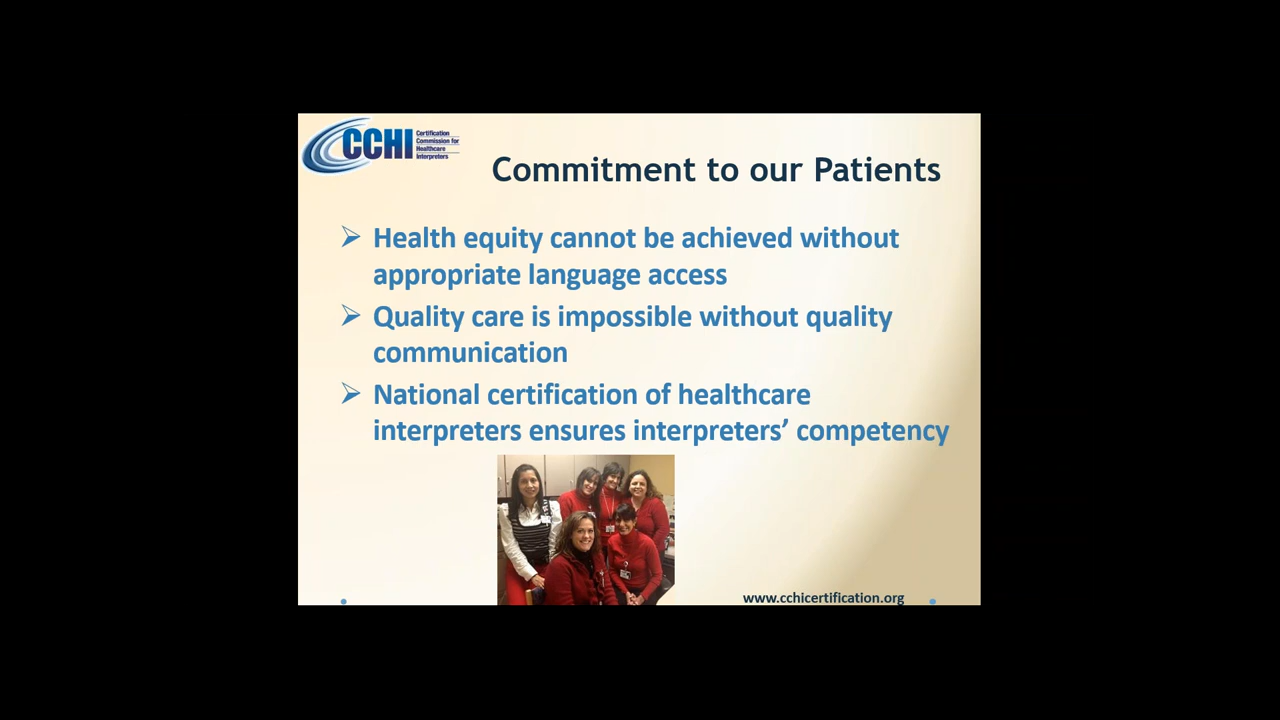 CCHI
Certification
Commission for
Healthcare
Interpreters
Commitment to our Patients
Health equity cannot be achieved without
appropriate language access
Quality care is impossible without quality
communication
National certification of healthcare
interpreters ensures interpreters’ competency
www.cchicertification.org